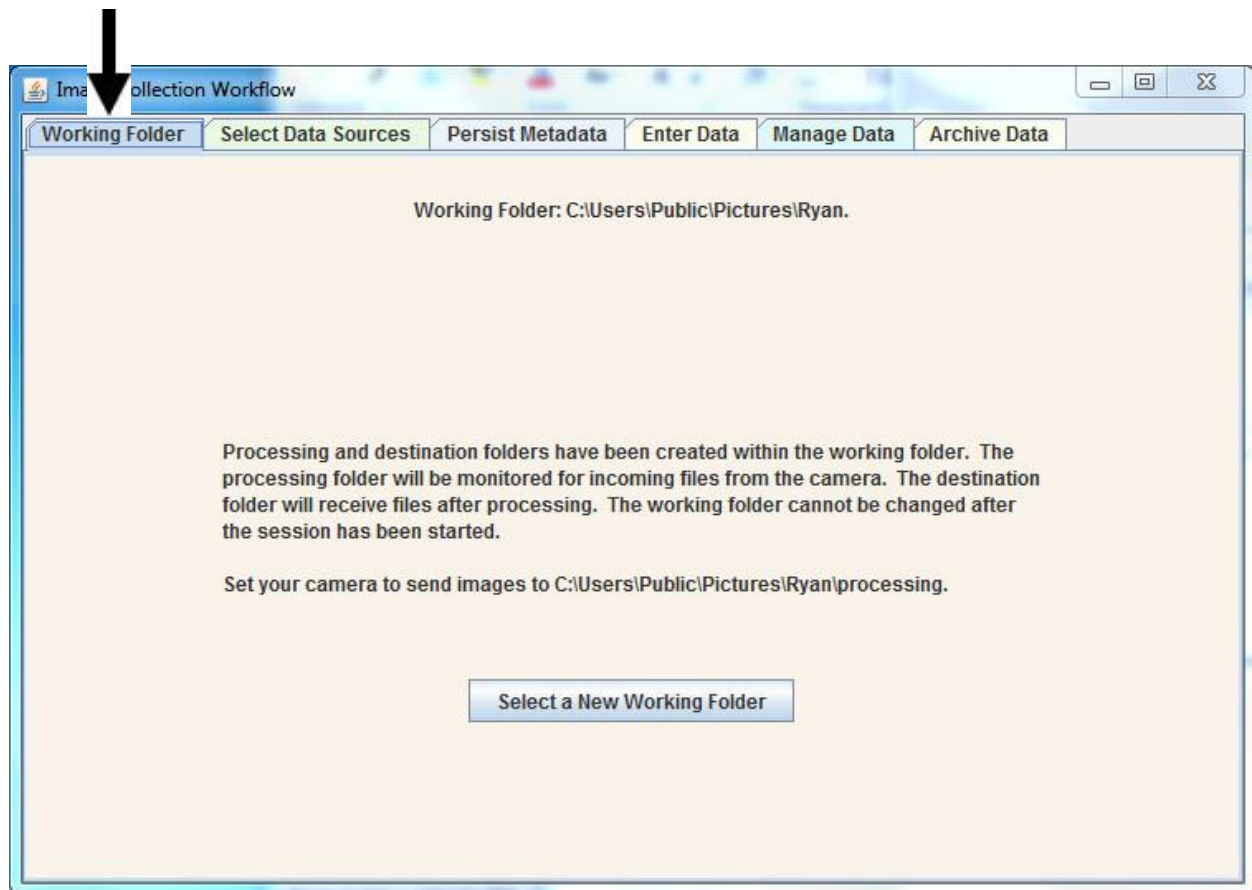 Ima ollection Workflow
Working Folder Select Data Sources Persist Metadata Enter Data Manage Data Archive Data
Working Folder: C:\Users\Public\Pictures\Ryan.
Processing and destination folders have been created within the working folder. The
processing folder will be monitored for incoming files from the camera. The destination
folder will receive files after processing. The working folder cannot be changed after
the session has been started.
Set your camera to send images to C:\Users\Public\Pictures\Ryan\processing.
Select a New Working Folder